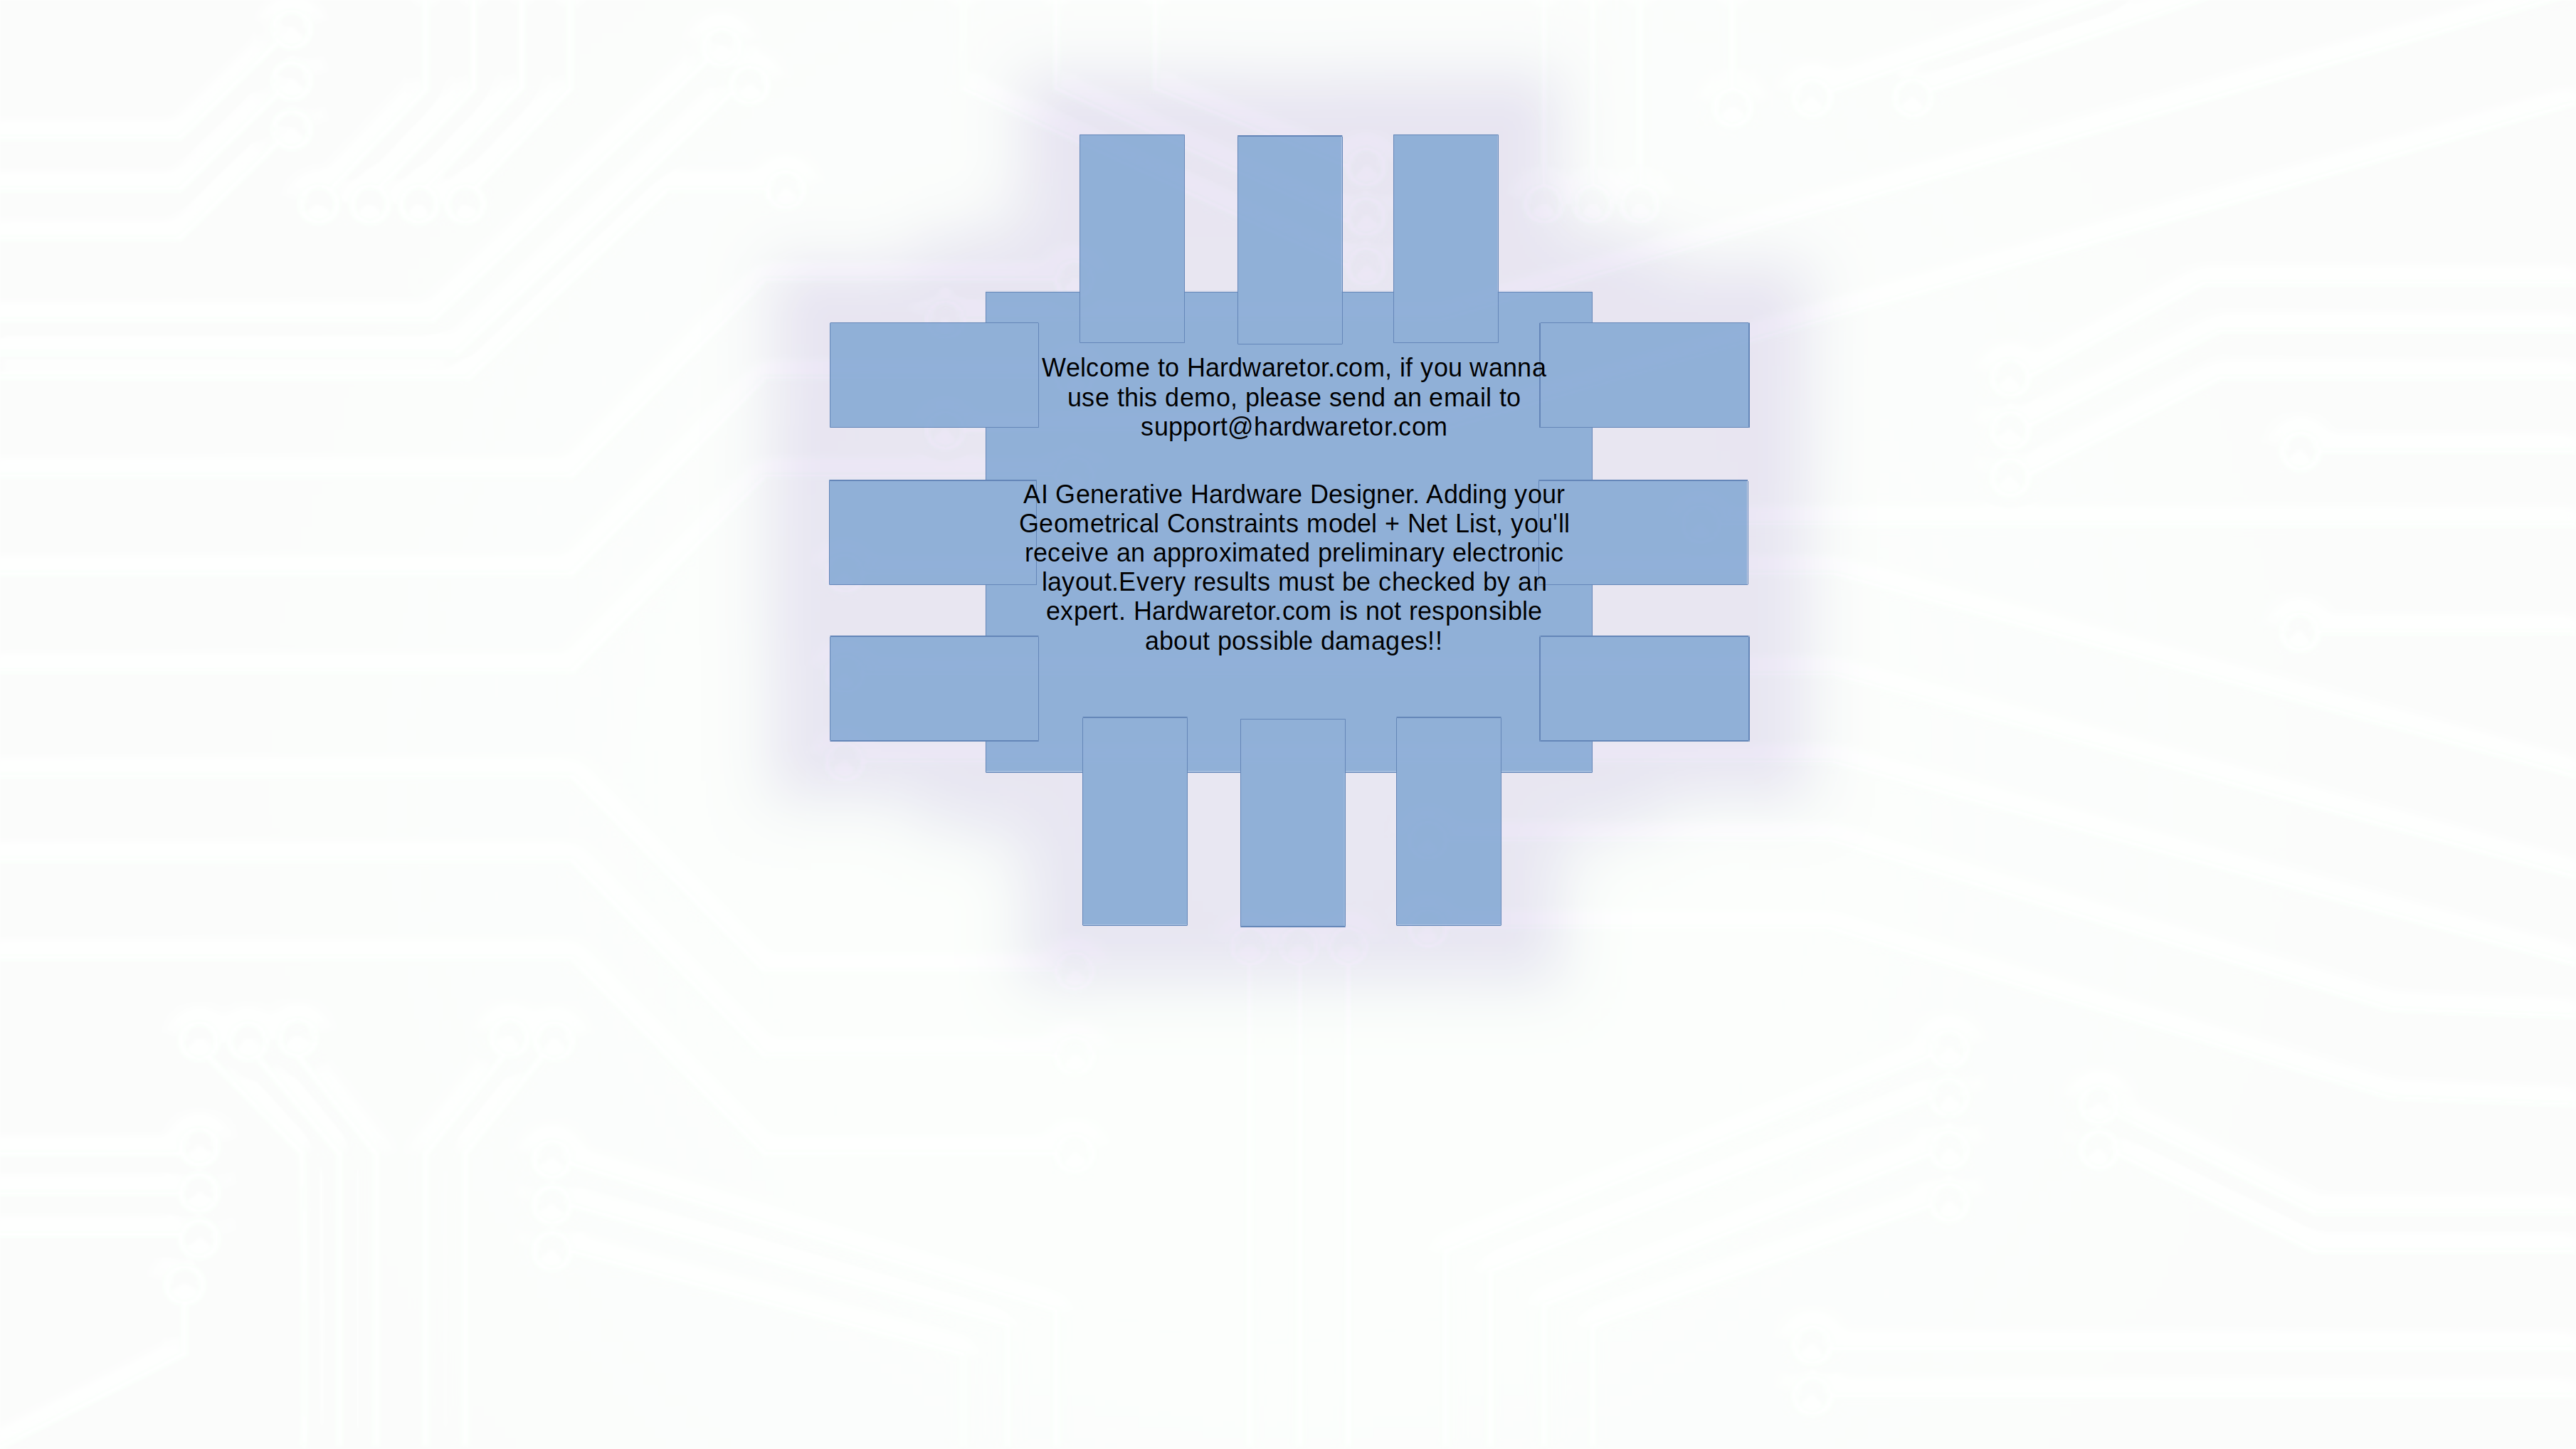 Welcome to Hardwaretor.com, if you wanna
use this demo, please send an email to
support@hardwaretor.com
AI Generative Hardware Designer. Adding your
Geometrical Constraints model + Net List, you'll
receive an approximated preliminary electronic
layout.Every results must be checked by an
expert. Hardwaretor.com is not responsible
about possible damages!!